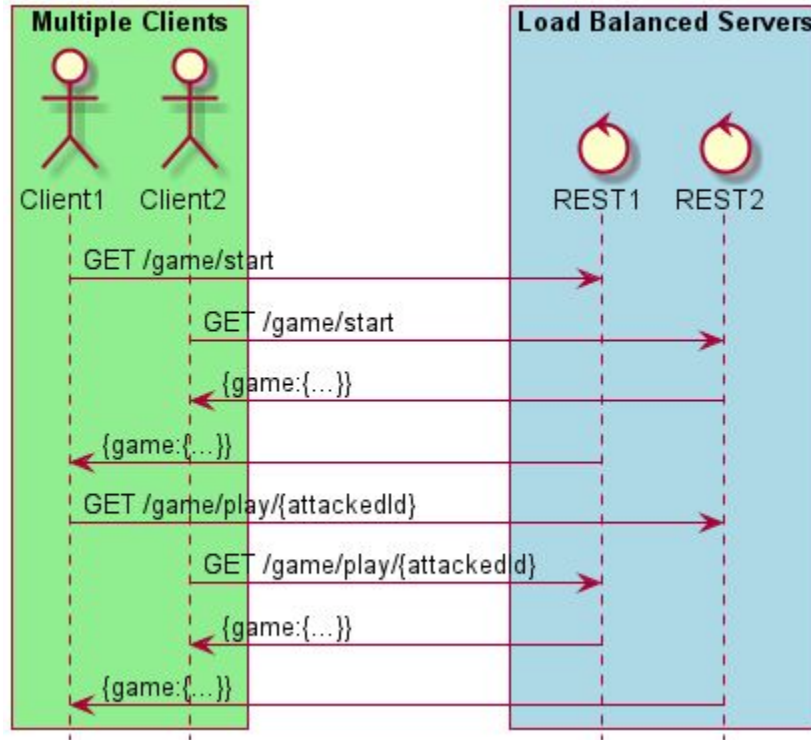 Multiple Clients
Load Balanced Servers
Client1
Client2
REST1
REST2
GET /game/start
GET /game/start
{game:{...}}
{game:{...}}
GET /game/play/{attackedId}
GET /game/play/{attackedId}
{game:{...}}
{game:{...}}